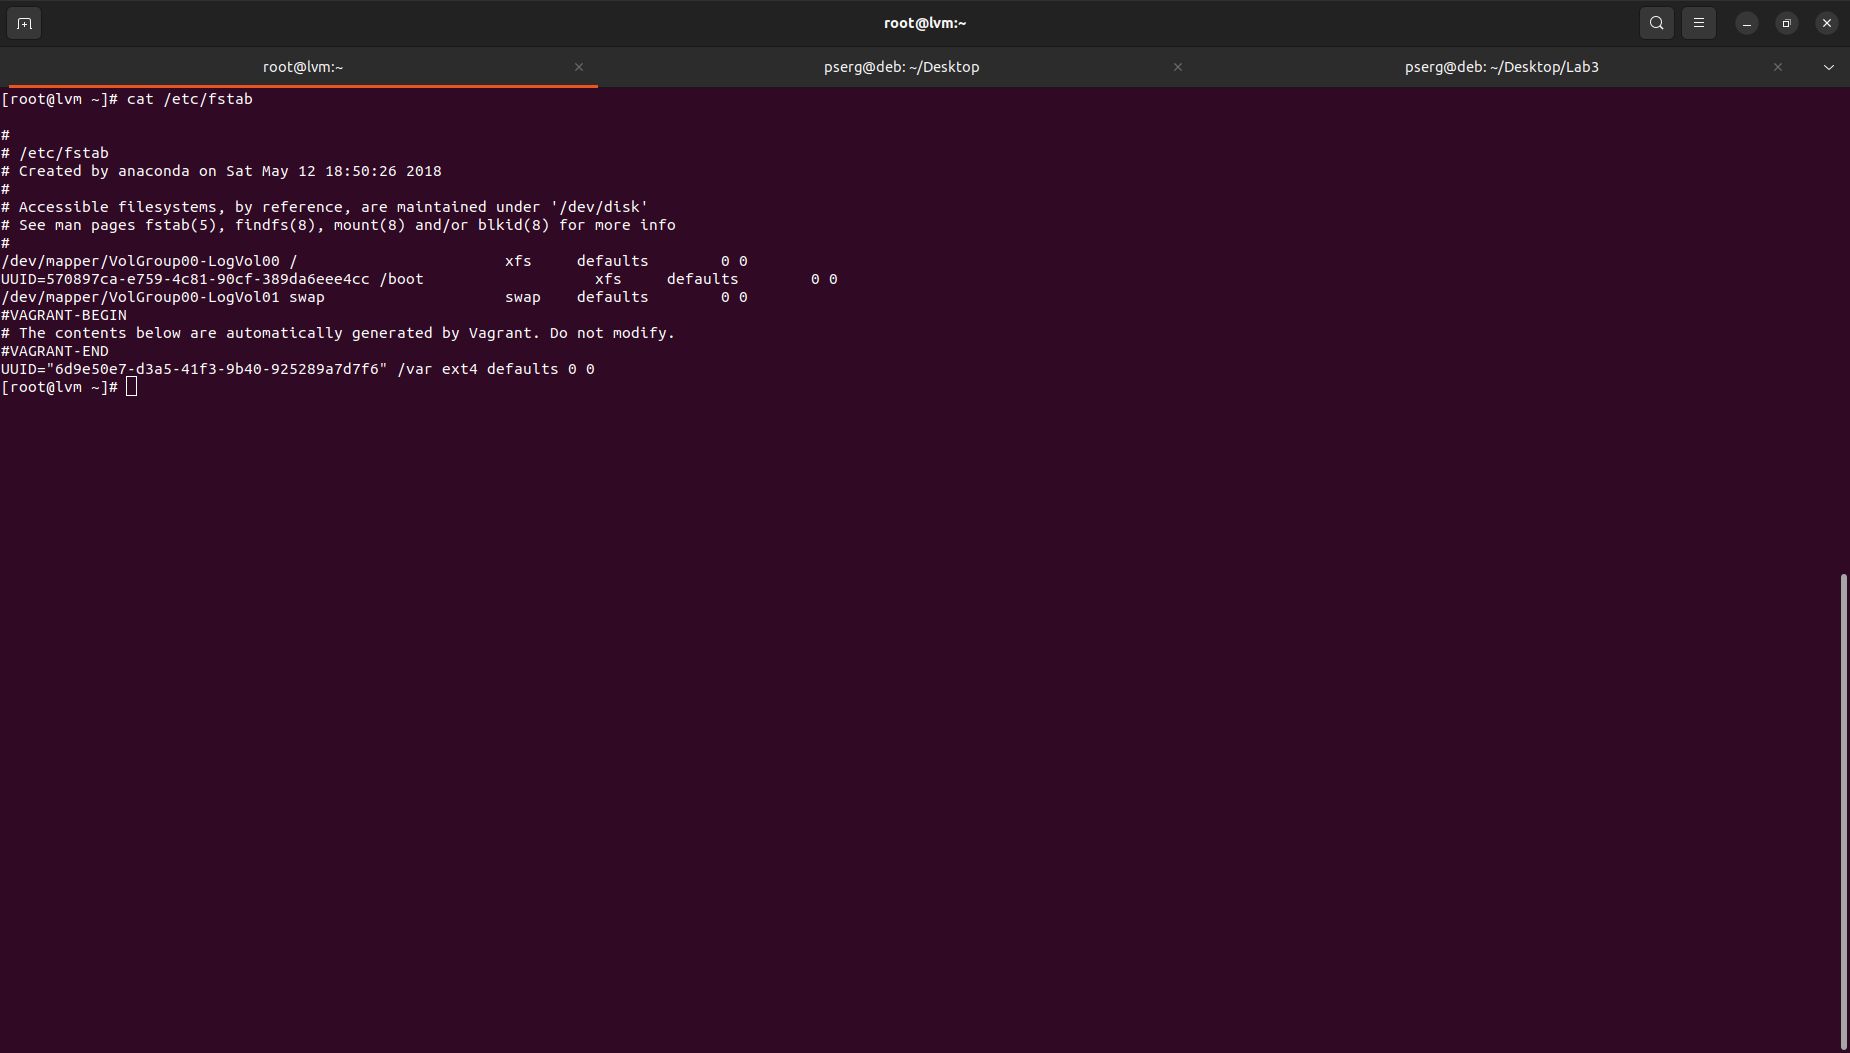 root@lvm:~
root@lvm:~
pserg@deb: ~/Desktop
pserg@deb: ~/Desktop/Lab3
[root@lvm ~]# cat /etc/fstab
#
# /etc/fstab
# Created by anaconda on Sat May 12 18:50:26 2018
#
# Accessible filesystems, by reference, are maintained under '/dev/disk'
# See man pages fstab(5), findfs(8), mount(8) and/or blkid(8) for more info
#
/dev/mapper/VolGroup00-LogVol00 /                       xfs     defaults        0 0
UUID=570897ca-e759-4c81-90cf-389da6eee4cc /boot                   xfs     defaults        0 0
/dev/mapper/VolGroup00-LogVol01 swap                    swap    defaults        0 0
#VAGRANT-BEGIN
# The contents below are automatically generated by Vagrant. Do not modify.
#VAGRANT-END
UUID="6d9e50e7-d3a5-41f3-9b40-925289a7d7f6" /var ext4 defaults 0 0
[root@lvm ~]#